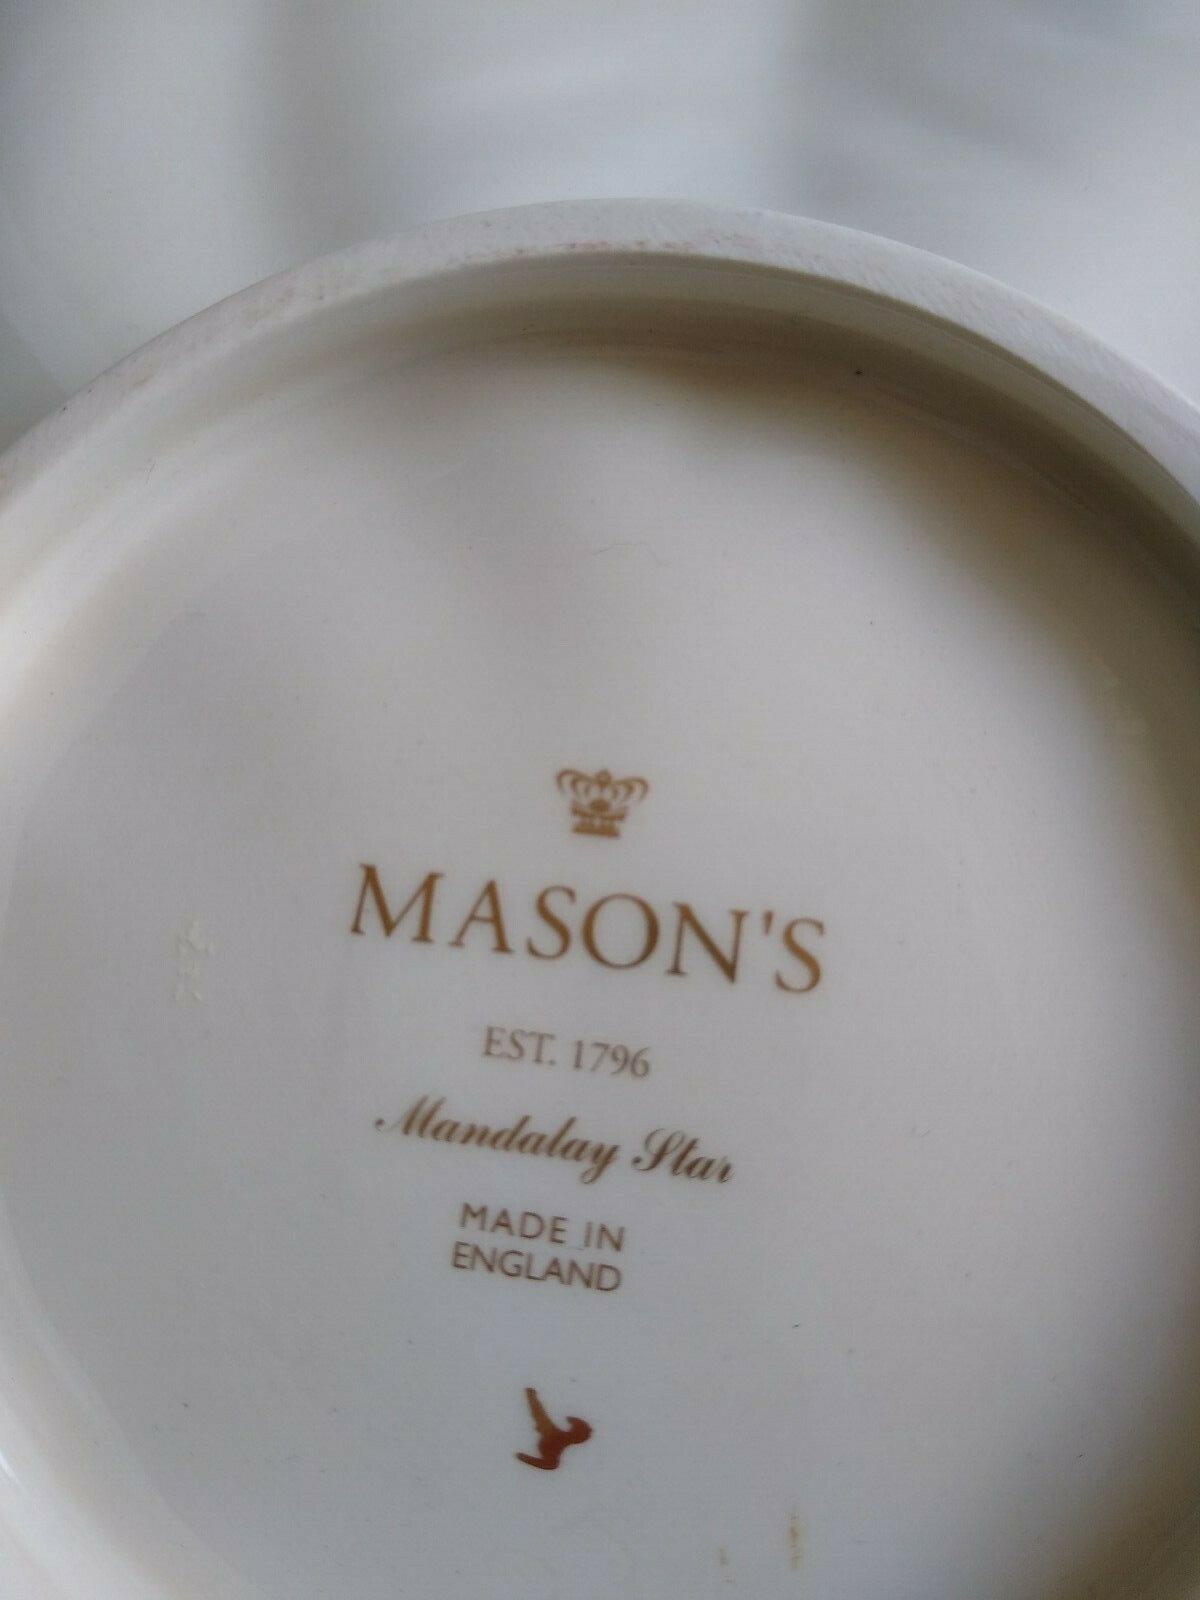 MASON'S
EST. 1796
Mandalay Star
MADE IN
ENGLAND